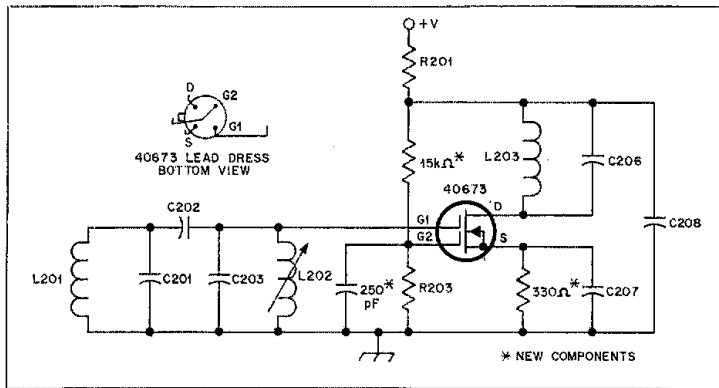 +V
R201
D
G2
G1
S
40673 LEAD DRESS
BOTTOM VIEW
15kΩ*
L203
C206
40673
C208
C202
G1
D
G2
S
L201
C201
C203
L202
250*
pF
R203
330Ω*
C207
* NEW COMPONENTS